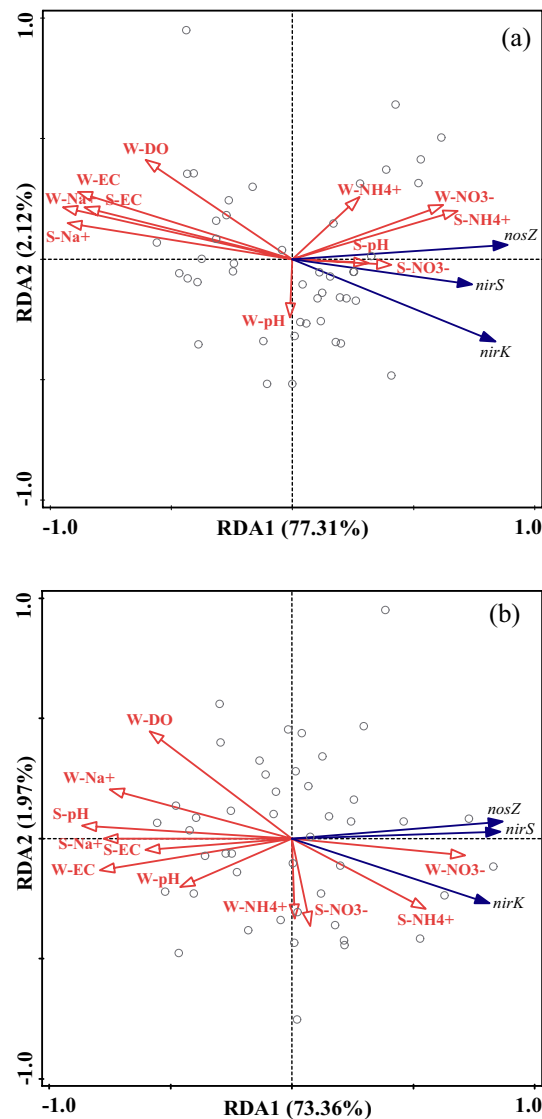 1.0
(a)
W-DO
W-EC
W-NH4+
W-NO3-
W-Na+
S-EC
S-NH4+
S-Na+
S-pH
nosZ
S-NO3-
nirS
W-pH
nirK
RDA2 (2.12%)
-1.0
-1.0
RDA1 (77.31%)
1.0
1.0
(b)
W-DO
W-Na+
S-pH
nosZ
nirS
S-Na+
S-EC
W-EC
W-NO3-
W-pH
W-NH4+
S-NO3-
S-NH4+
nirK
RDA2 (1.97%)
-1.0
-1.0
RDA1 (73.36%)
1.0